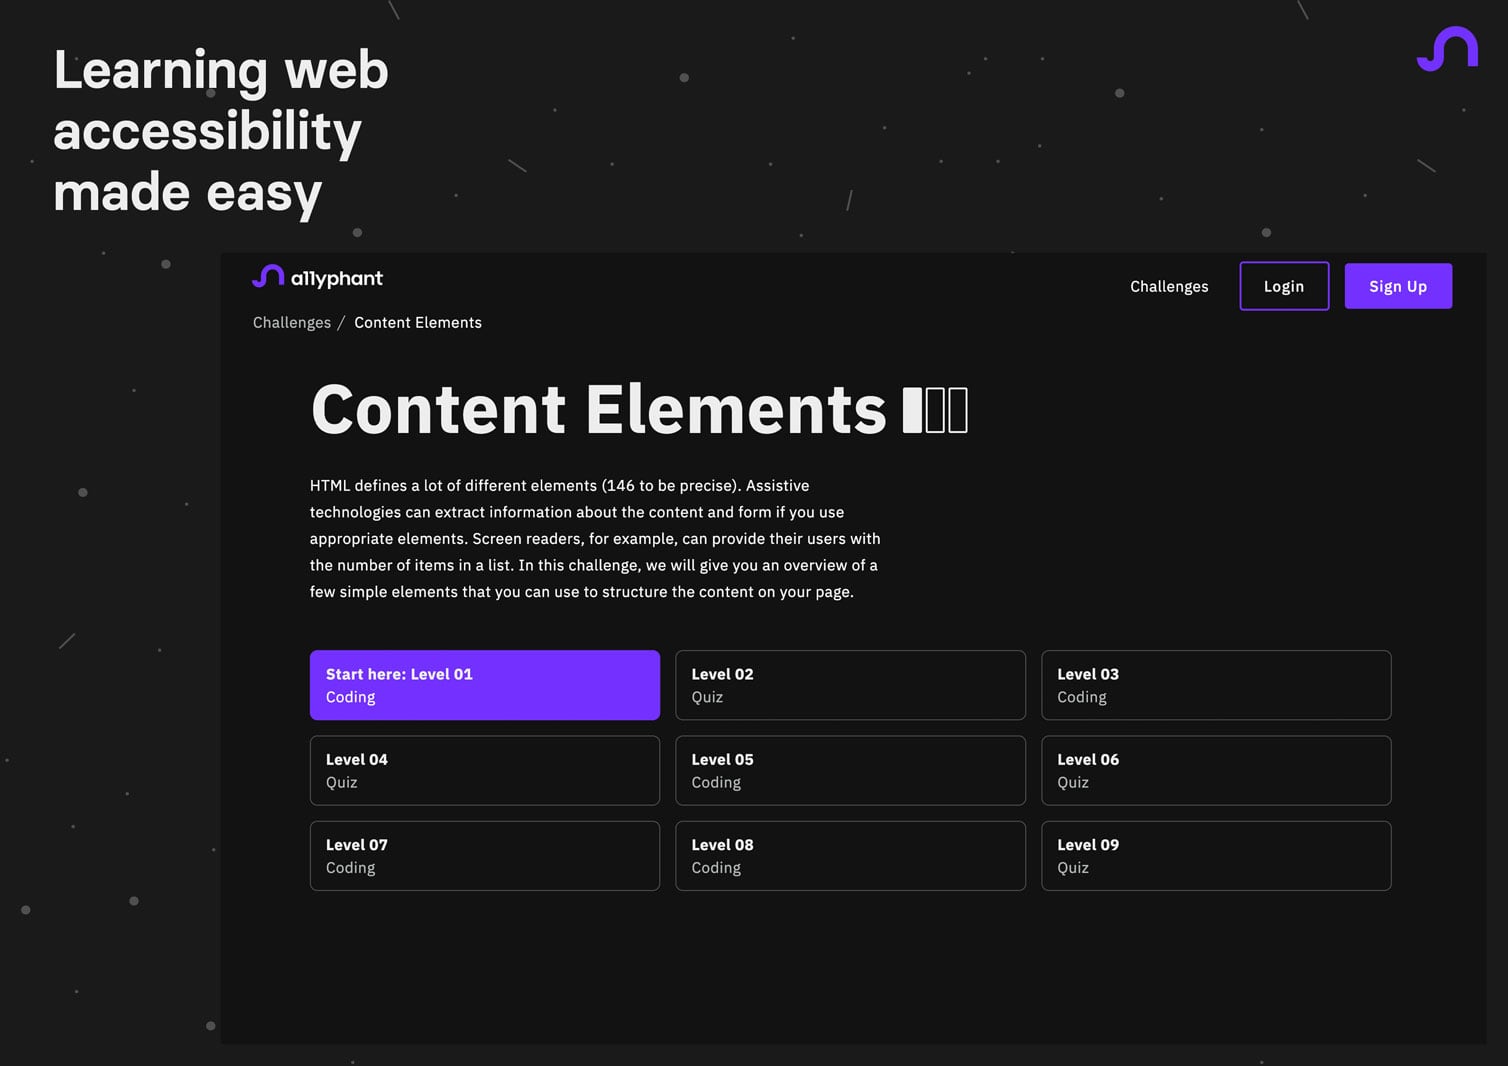 Learning web
accessibility
made easy
a11yphant
Challenges
Login
Sign Up
Challenges / Content Elements
Content Elements
HTML defines a lot of different elements (146 to be precise). Assistive
technologies can extract information about the content and form if you use
appropriate elements. Screen readers, for example, can provide their users with
the number of items in a list. In this challenge, we will give you an overview of a
few simple elements that you can use to structure the content on your page.
Start here: Level 01
Coding
Level 02
Quiz
Level 03
Coding
Level 04
Quiz
Level 05
Coding
Level 06
Quiz
Level 07
Coding
Level 08
Coding
Level 09
Quiz